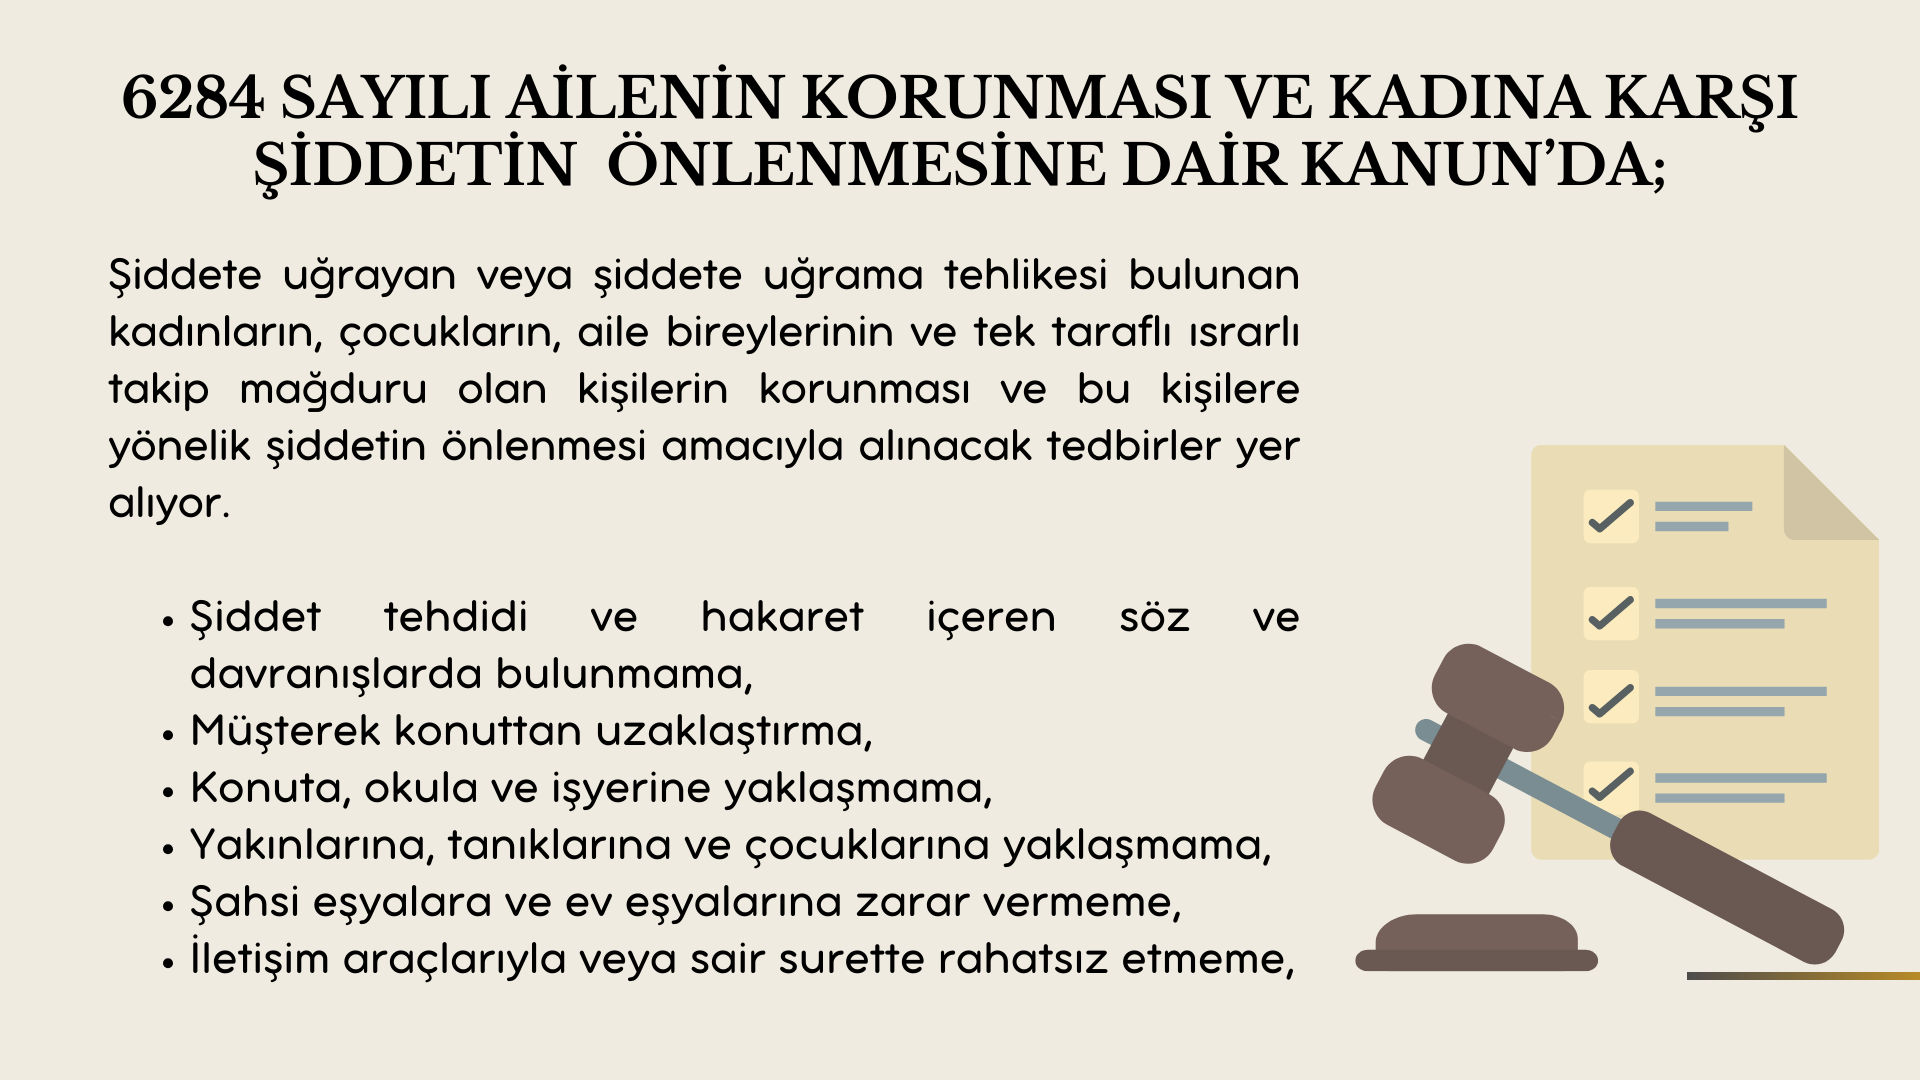 6284 SAYILI AİLENİN KORUNMASI VE KADINA KARŞI
ŞİDDETİN  ÖNLENMESİNE DAİR KANUN’DA;
Şiddete uğrayan veya şiddete uğrama tehlikesi bulunan
kadınların, çocukların, aile bireylerinin ve tek taraflı ısrarlı
takip mağduru olan kişilerin korunması ve bu kişilere
yönelik şiddetin önlenmesi amacıyla alınacak tedbirler yer
alıyor.
• Şiddet tehdidi ve hakaret içeren söz ve
davranışlarda bulunmama,
• Müşterek konuttan uzaklaştırma,
• Konuta, okula ve işyerine yaklaşmama,
• Yakınlarına, tanıklarına ve çocuklarına yaklaşmama,
• Şahsi eşyalara ve ev eşyalarına zarar vermeme,
• İletişim araçlarıyla veya sair surette rahatsız etmeme,